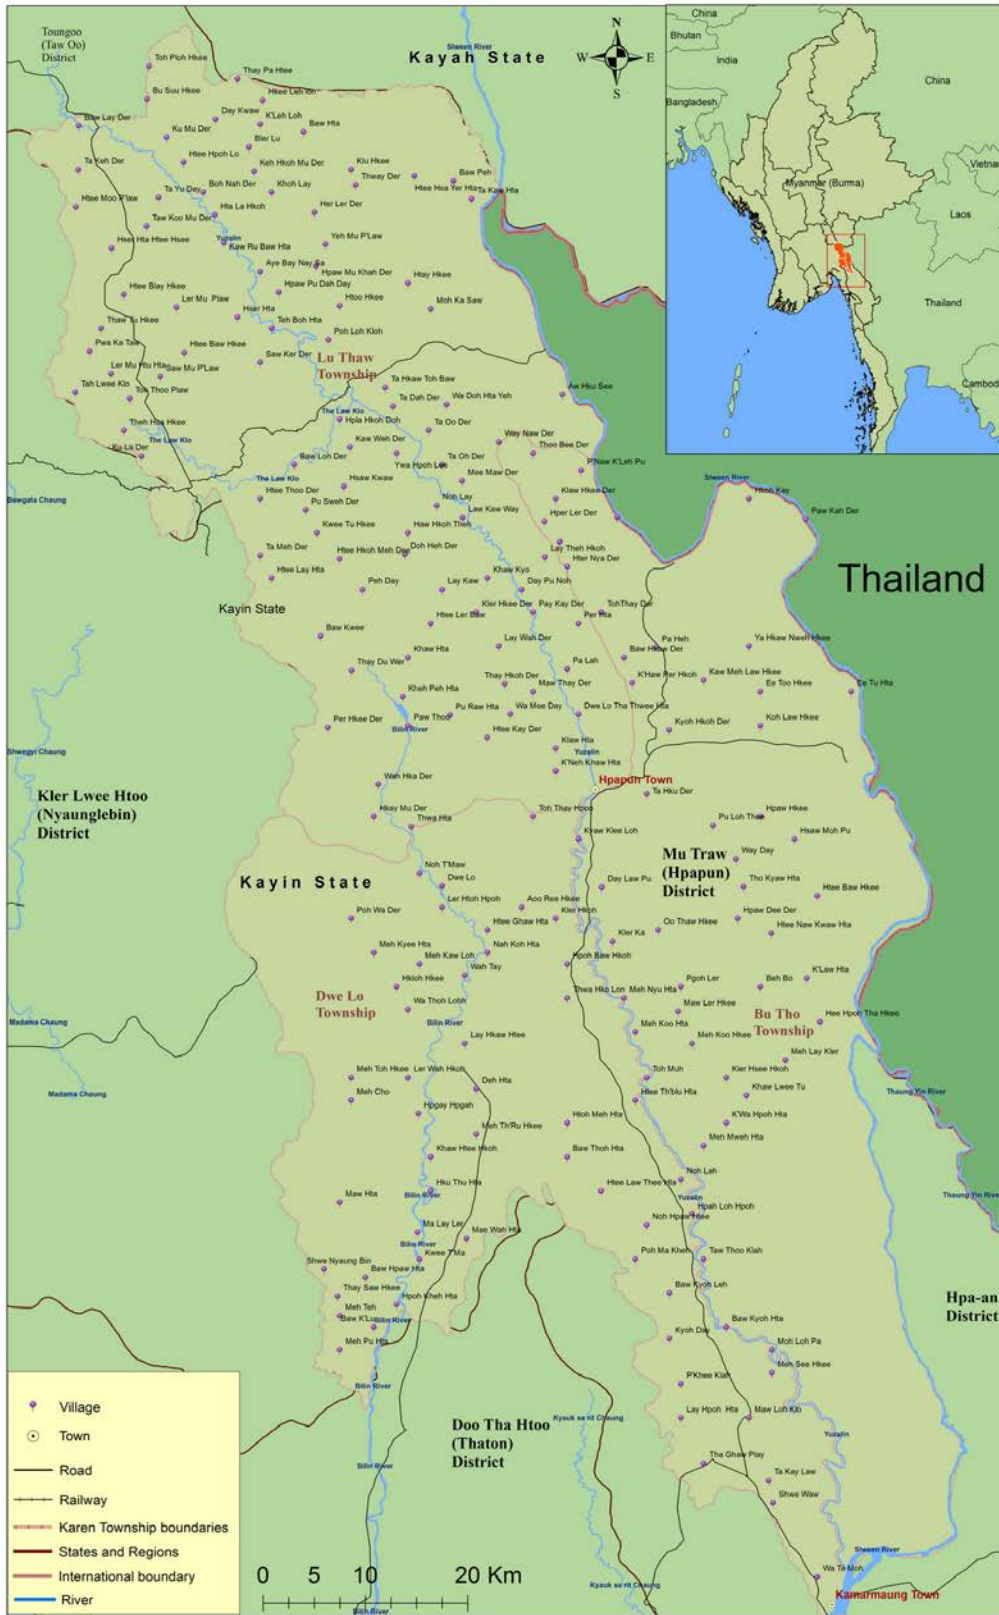 Toungoo
(Taw Oo)
District
Kayah State
Sween River
N
W
E
S
China
Bhutan
India
China
Bangladesh
Vietnam
Myanmar (Burma)
Laos
Thailand
Cambod
Toh Ploh Hkee
Thay Pa Htee
Bu Suu Hkee
Hkee Leh Ioh
Day Kwaw
K'Leh Loh
Baw Lay Der
Ku Mu Der
Baw Hta
Bler Lu
Htee Hpoh Lo
Ta Keh Der
Keh Hkoh Mu Der
Klu Hkee
Thway Der
Baw Peh
Htee Hsa Yer Hta
Ta Kaw Hta
Ta Yu Day
Boh Nah Der
Khoh Lay
Htee Moo P'law
Hta La Hkoh
Her Ler Der
Taw Koo Mu Der
Yuzalin
Hset Hta Htee Hsee
Kaw Ru Baw Hta
Yeh Mu P'Law
Aye Bay Nay Sa
Hpaw Mu Khah Der
Htay Hkee
Hpaw Pu Dah Day
Htee Blay Hkee
Htoo Hkee
Ler Mu Plaw
Moh Ka Saw
Hser Hta
Thaw Tu Hkee
Teh Boh Hta
Poh Loh Kloh
Pwa Ka Taw
Htee Baw Hkee
Lu Thaw
Township
Saw Ker Der
Ler Mu Htu Hta
Saw Mu P'Law
Tah Lwee Klo
Toh Thoo Plaw
Ta Hkaw Toh Baw
Aw Hku See
Ta Dah Der
Wa Doh Hta Yeh
The Law Klo
Hpla Hkoh Doh
Theh Hsa Hkee
The Law Klo
Ta Oo Der
Way Naw Der
Ku La Der
Kaw Weh Der
Thoo Bee Der
Baw Loh Der
Ywa Hpoh Lee
Ta Oh Der
P'Naw K'Leh Pu
The Law Klo
Mee Maw Der
Htee Thoo Der
Hsaw Kwaw
Bawgata Chaung
Sween River
Noh Lay
Klaw Hkee Der
Hkoh Kay
Pu Sweh Der
Law Kaw Way
Hper Ler Der
Paw Kah Der
Kwee Tu Hkee
Haw Hkoh Theh
Ta Meh Der
Htee Hkoh Meh Der
Doh Heh Der
Lay Theh Hkoh
Hter Nya Der
Htee Lay Hta
Khaw Kyo
Thailand
Peh Day
Lay Kaw
Day Pu Noh
Kayin State
Kler Hkee Der
Pay Kay Der
TohThay Der
Htee Ler Baw
Per Hta
Baw Kwee
Lay Wah Der
Pa Heh
Ya Hkaw Nweh Hkee
Khaw Hta
Baw Hkaw Der
Thay Du Wer
Pa Lah
Thay Hkoh Der
K'Haw Per Hkoh
Kaw Meh Law Hkee
Kheh Peh Hta
Maw Thay Der
Ee Too Hkee
Ee Tu Hta
Pu Raw Hta
Wa Mee Day
Dwe Lo Tha Thwee Hta
Per Hkee Der
Paw Thoo
Bilin River
Kyoh Hkoh Der
Koh Law Hkee
Htee Kay Der
Klaw Hta
Yuzalin
Shwegyi Chaung
K'Neh Khaw Hta
Hpapun Town
Wah Hka Der
Ta Hku Der
Kler Lwee Htoo
(Nyaunglebin)
District
Hkay Mu Der
Toh Thay Hpoo
Hpaw Hkee
Thwa Hta
Pu Loh Thee
Kyaw Klee Loh
Hsaw Moh Pu
Mu Traw
(Hpapun)
District
Way Day
Noh T'Maw
Kayin State
Dwe Lo
Day Law Pu
Tho Kyaw Hta
Htee Baw Hkee
Ler Htoh Hpoh
Aoo Ree Hkee
Poh Wa Der
Htee Ghaw Hta
Kler Hkoh
Oo Thaw Hkee
Hpaw Dee Der
Htee Naw Kwaw Hta
Kler Ka
Meh Kyee Hta
Nah Koh Hta
Meh Kaw Loh
Hpoh Baw Hkoh
Wah Tay
Hkloh Hkee
Pgoh Ler
Beh Bo
K'Law Hta
Dwe Lo
Township
Wa Thoh Lohh
Thwa Hko Lon
Meh Nyu Hta
Maw Ler Hkee
Bu Tho
Township
Madama Chaung
Bilin River
Hee Hpoh Tha Hkee
Meh Koo Hta
Lay Hkaw Htee
Meh Koo Hkee
Meh Lay Kler
Meh Toh Hkee
Ler Wah Hkoh
Toh Muh
Kler Hsee Hkoh
Deh Hta
Madama Chaung
Meh Cho
Htee Th'blu Hta
Khaw Lwee Tu
Thaung Yin River
Hpgay Hpgah
Htoh Meh Hta
K'Wa Hpoh Hta
Meh Th'Ru Hkee
Meh Mweh Hta
Khaw Htee Hkoh
Baw Thoh Hta
Noh Lah
Hku Thu Hta
Htee Law Thee Hta
Bilin River
Yuzalin
Thaung Yin River
Maw Hta
Hpah Loh Hpoh
Noh Hpaw Htee
Ma Lay Ler
Mae Wah Hta
Bilin River
Kwee T'Ma
Poh Ma Kheh
Taw Thoo Klah
Shwe Nyaung Bin
Baw Hpaw Hta
Thay Saw Hkee
Hpoh Kheh Hta
Baw Kyoh Leh
Hpa-an
District
Meh Teh
Baw K'Lu
Bilin River
Baw Kyoh Hta
Meh Pu Hta
Kyoh Day
Moh Loh Pa
Moh See Hkee
Bilin River
P'Khee Klah
Village
Town
Road
Railway
Karen Township boundaries
States and Regions
International boundary
River
Doo Tha Htoo
(Thaton)
District
Kyauk sa rit Chaung
Lay Hpoh Hta
Maw Loh Klo
Yuzalin
Bilin River
Tha Ghaw Play
Ta Kay Law
Shwe Waw
Sween River
Wa Te Moh
0 5 10 20 Km
Kyauk sa rit Chaung
Kamarmaung Town
Bilin River